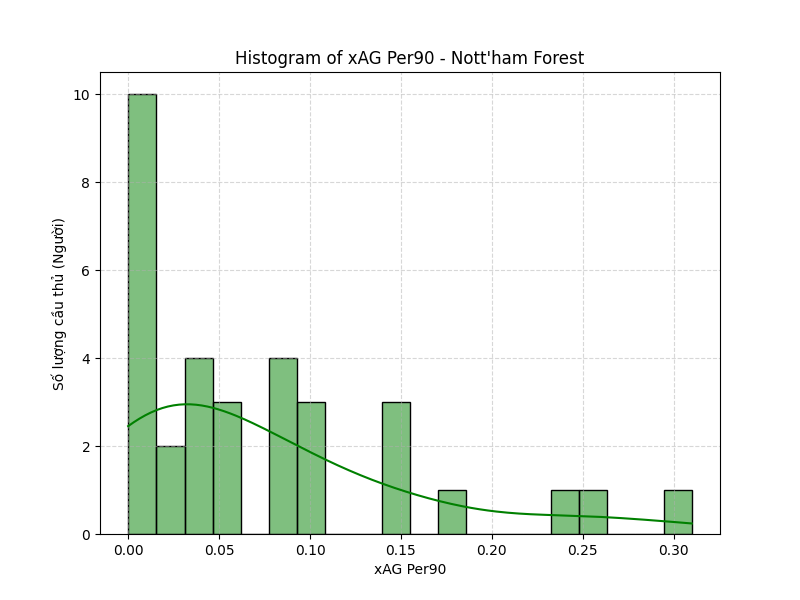 Histogram of xAG Per90 - Nott'ham Forest
Số lượng cầu thủ (Người)
10
8
6
4
2
0
0.00 0.05 0.10 0.15 0.20 0.25 0.30
xAG Per90